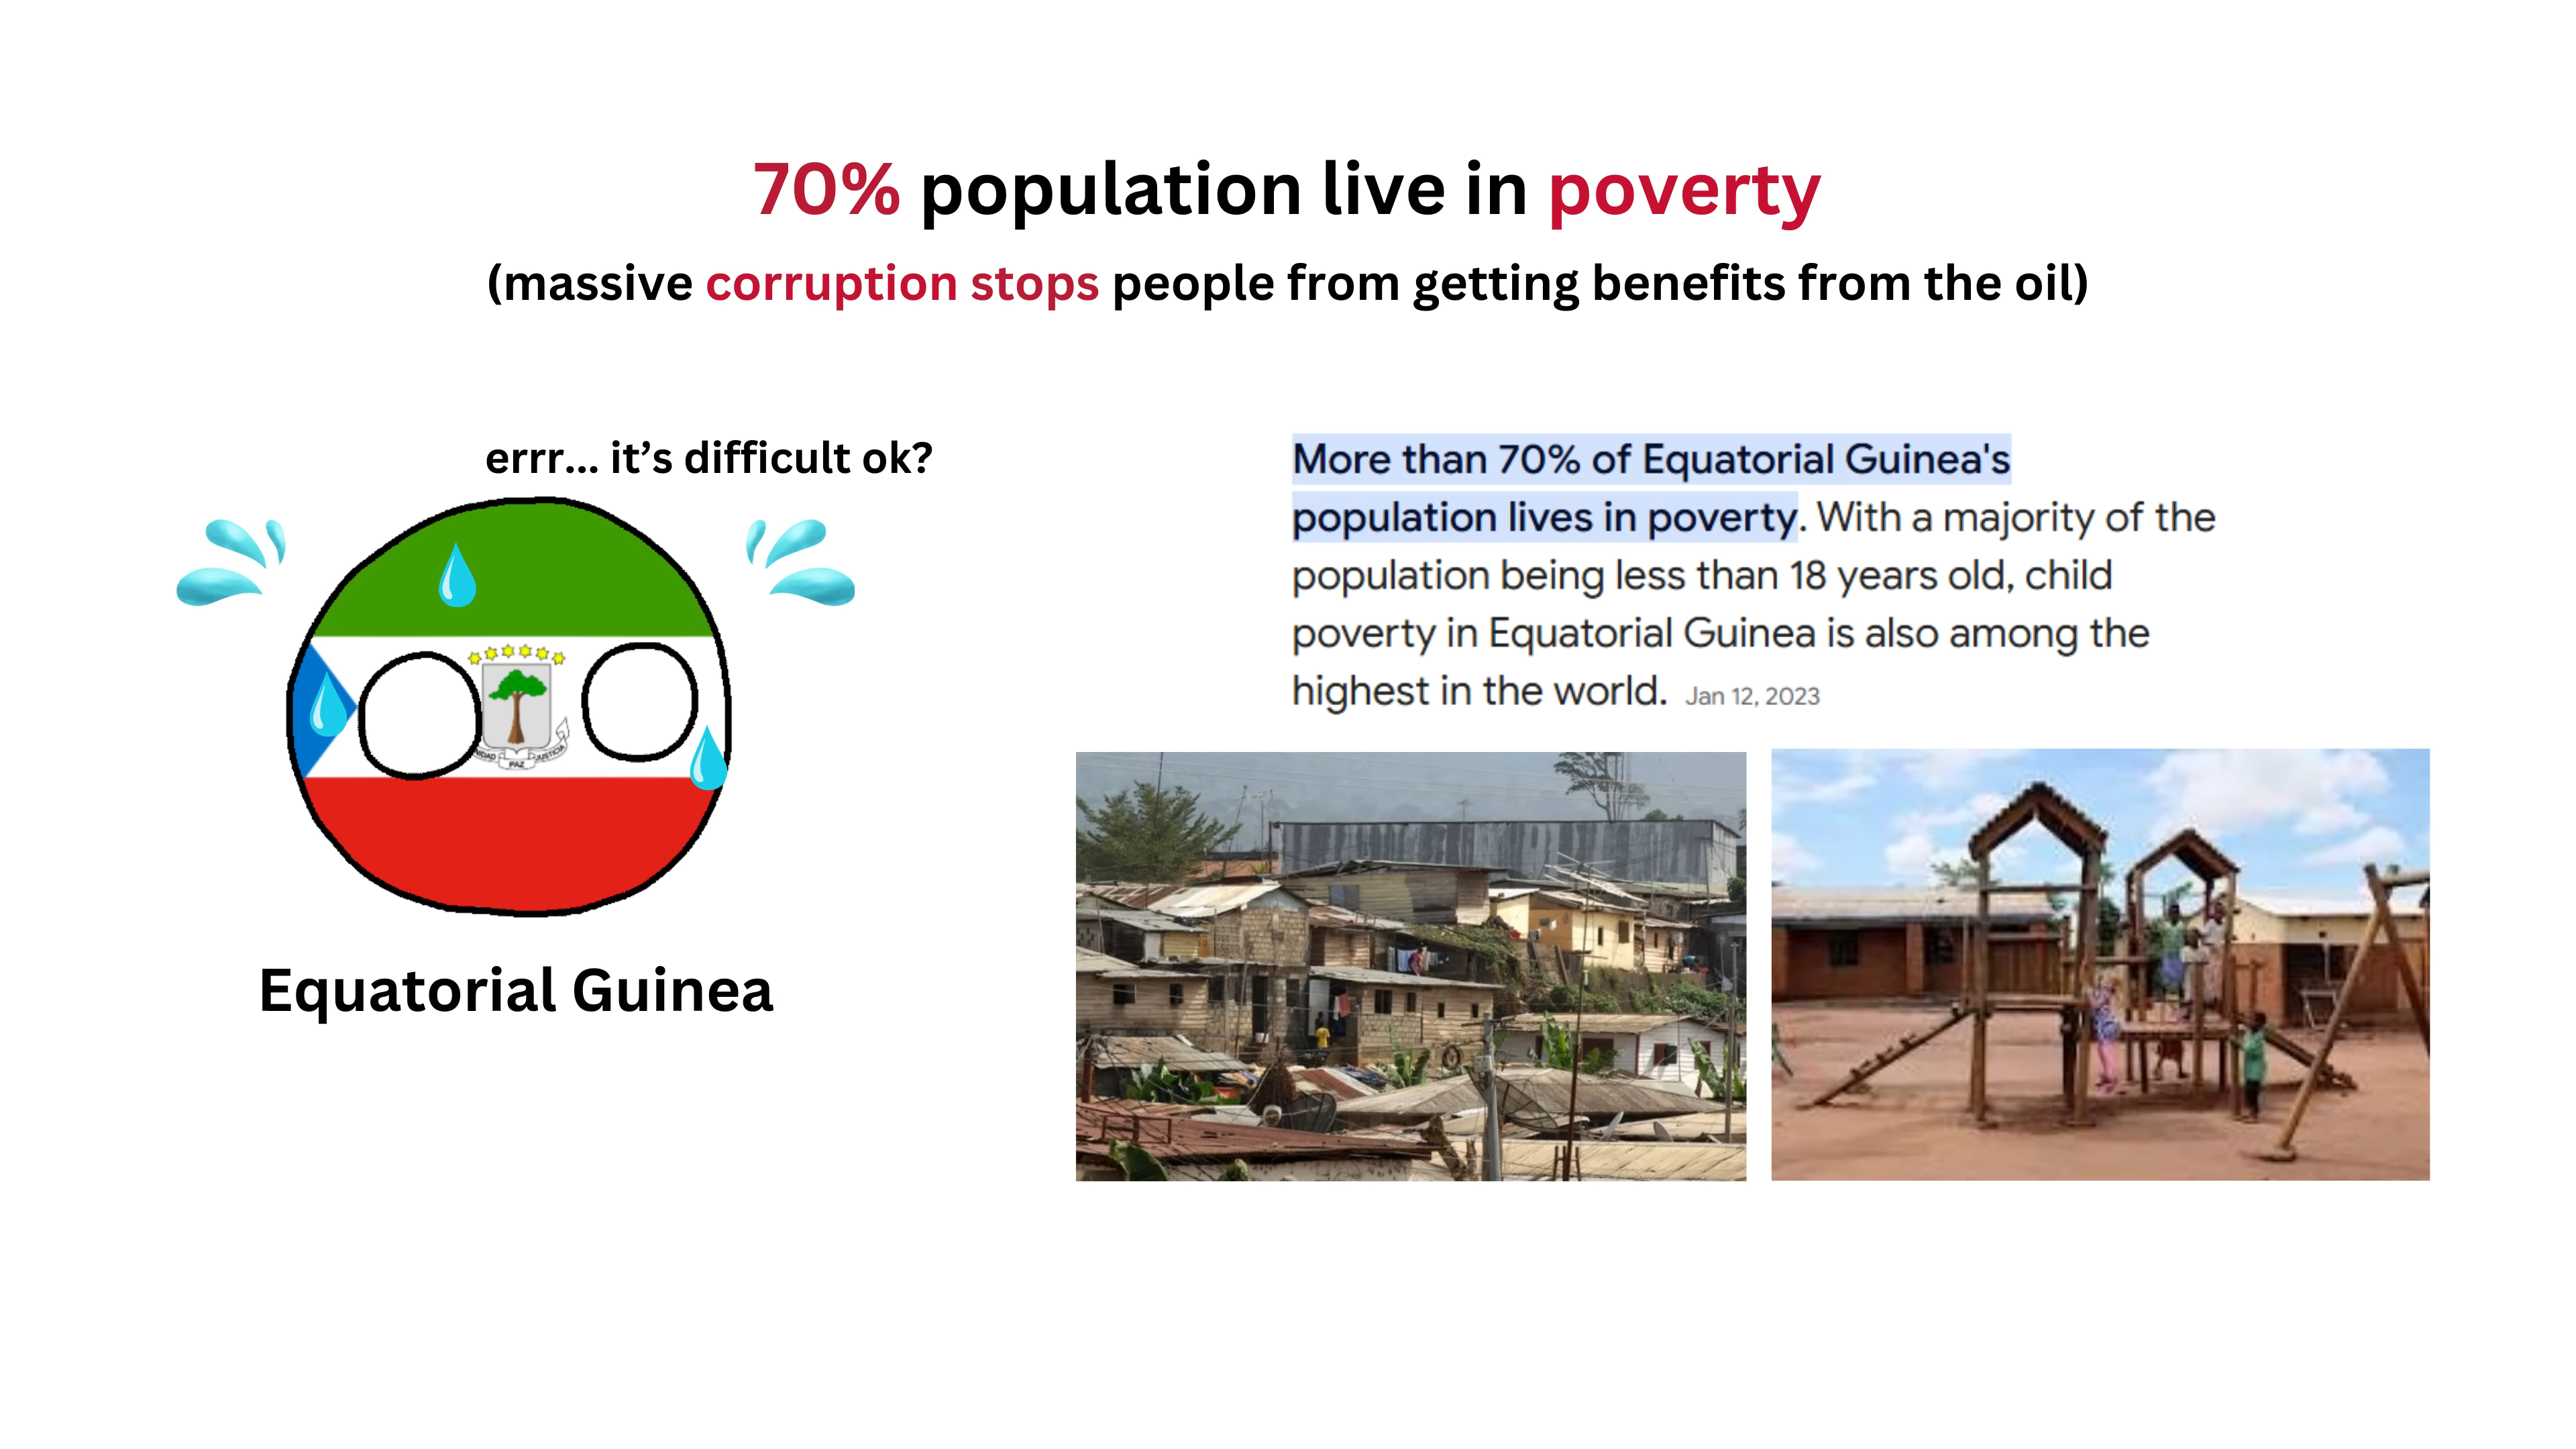 70% population live in poverty
(massive corruption stops people from getting benefits from the oil)
errr... it's difficult ok?
More than 70% of Equatorial Guinea's
population lives in poverty. With a majority of the
population being less than 18 years old, child
poverty in Equatorial Guinea is also among the
highest in the world. Jan 12, 2023
PAZ
JUSTICIA
Equatorial Guinea